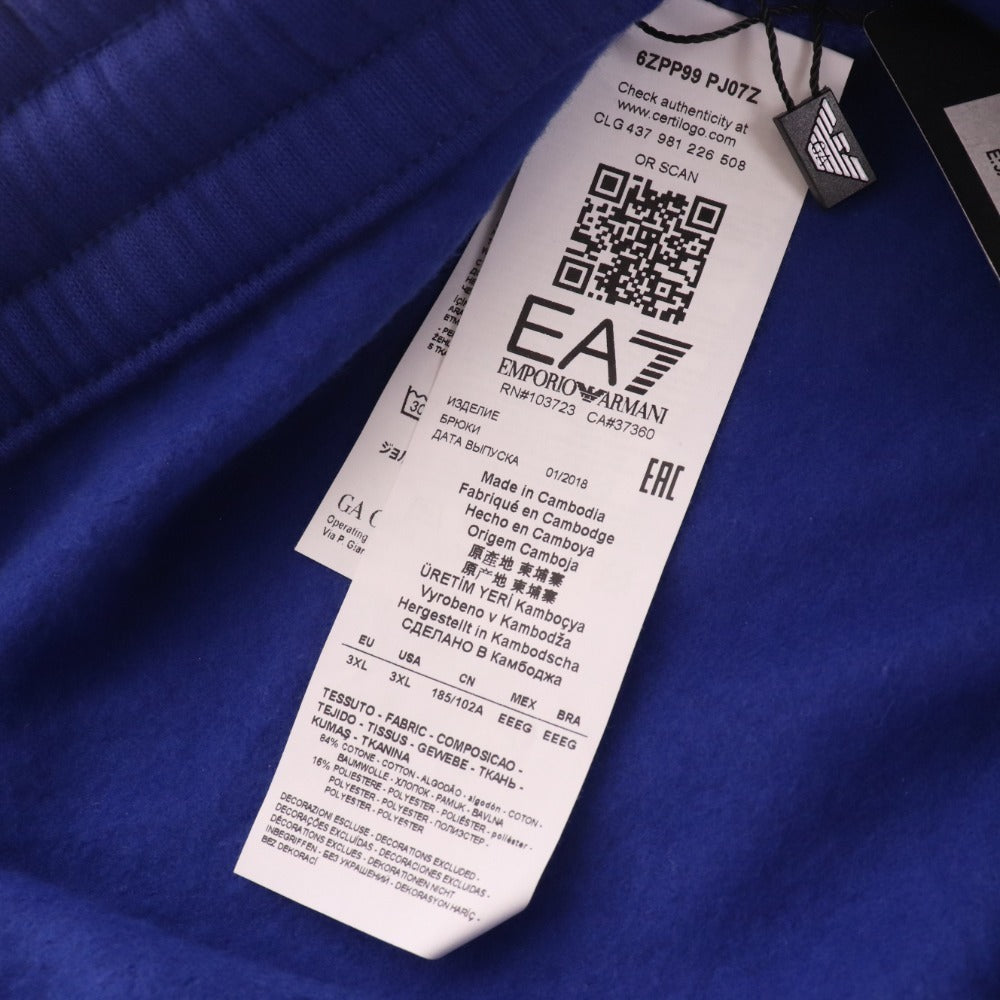 6ZPP99 PJ07Z
Check authenticity at
www.certilogo.com
CLG 437 981 226 508
OR SCAN
EA7
EMPORIO ARMANI
RN#103723 CA#37360
ИЗДЕЛИЕ
БРЮКИ
ДАТА ВЫПУСКА 01/2018
EAC
Made in Cambodia
Fabriqué en Cambodge
Hecho en Camboya
Origem Camboja
原產地 柬埔寨
原产地 柬埔寨
ÜRETİM YERİ Kamboçya
Vyrobeno v Kambodža
Hergestellt in Kambodscha
СДЕЛАНО В Камбоджа
EU USA CN MEX BRA
3XL 3XL 185/102A EEEG EEEG
TESSUTO - FABRIC - COMPOSICAO -
TEJIDO - TISSUS - GEWEBE - ТКАНЬ -
KUMAŞ - TKANINA
84% COTONE - COTTON - ALGODÃO - algodón - COTON -
BAUMWOLLE - ХЛОПОК - PAMUK - BAVLNA
16% POLIESTERE - POLYESTER - POLIÉSTER - poliéster -
POLYESTER - POLYESTER - ПОЛИЭСТЕР -
POLYESTER - POLYESTER
DECORAZIONI ESCLUSE - DECORATIONS EXCLUDED -
DECORAÇÕES EXCLUÍDAS - DECORACIONES EXCLUIDAS -
DÉCORATIONS EXCLUES - DEKORATIONEN NICHT
INBEGRIFFEN - БЕЗ УКРАШЕНИЙ - DEKORASYON HARİÇ -
BEZ DEKORACÍ
GA
30
GA
Operating
Via P. Gian